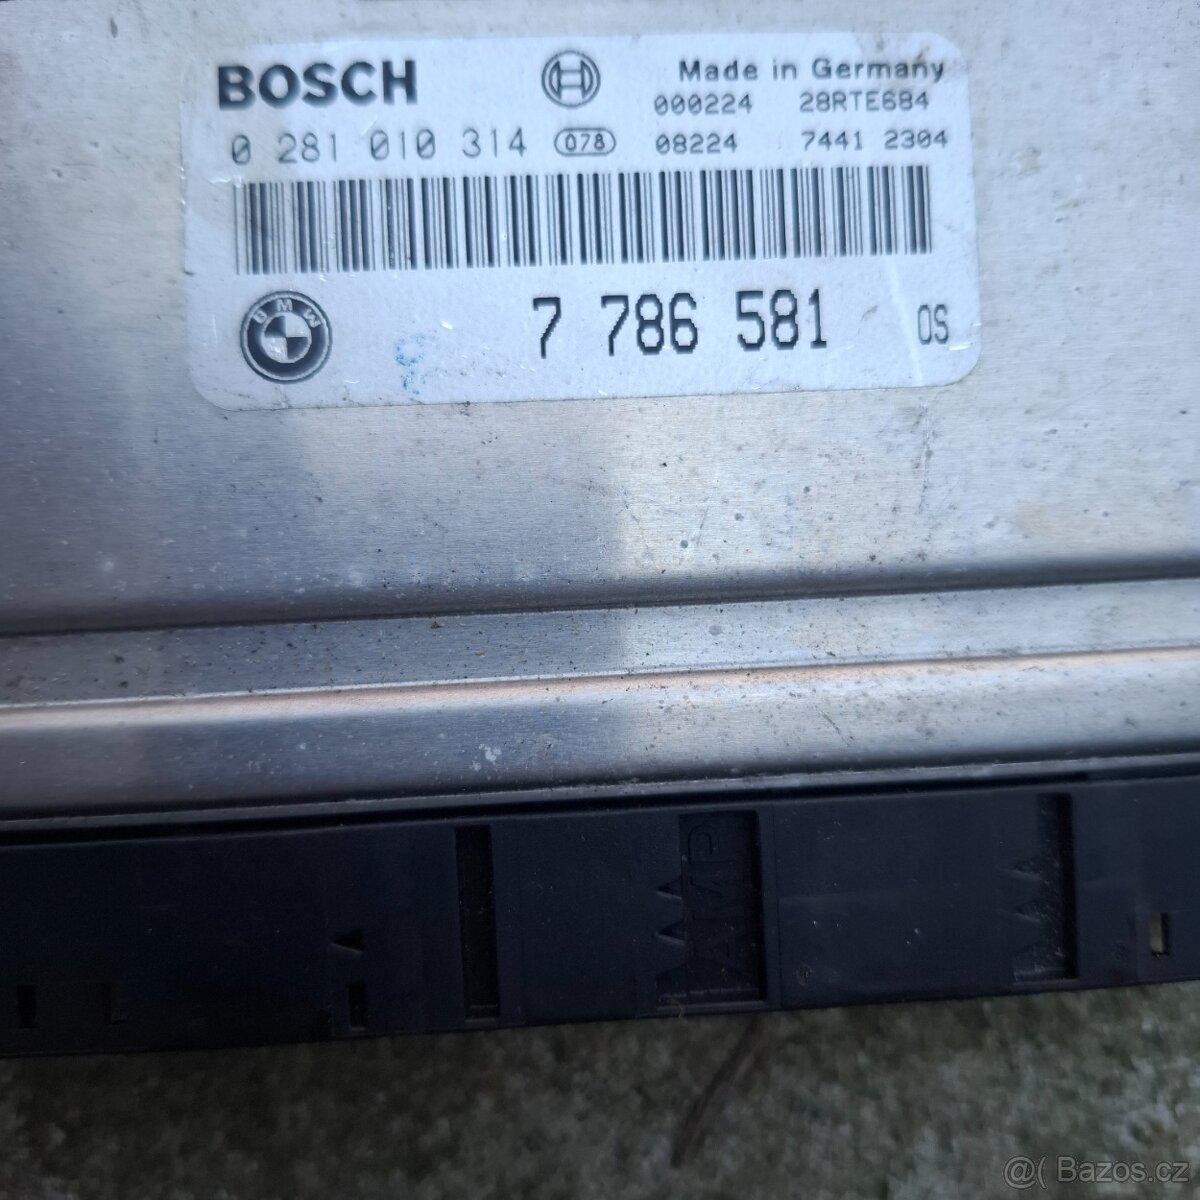 BOSCH Made in Germany
000224 28RTE684
0 281 010 314 078 08224 7441 2304
BMW 7 786 581 OS
AMP
@( Bazos.cz